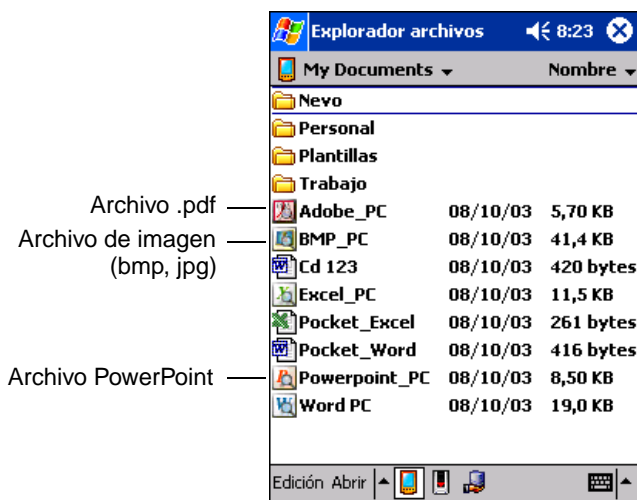 Explorador archivos 8:23
My Documents Nombre
Nevo
Personal
Plantillas
Trabajo
Archivo .pdf
Adobe_PC 08/10/03 5,70 KB
Archivo de imagen
(bmp, jpg)
BMP_PC 08/10/03 41,4 KB
Cd 123 08/10/03 420 bytes
Excel_PC 08/10/03 11,5 KB
Pocket_Excel 08/10/03 261 bytes
Pocket_Word 08/10/03 416 bytes
Archivo PowerPoint
Powerpoint_PC 08/10/03 8,50 KB
Word PC 08/10/03 19,0 KB
Edición Abrir